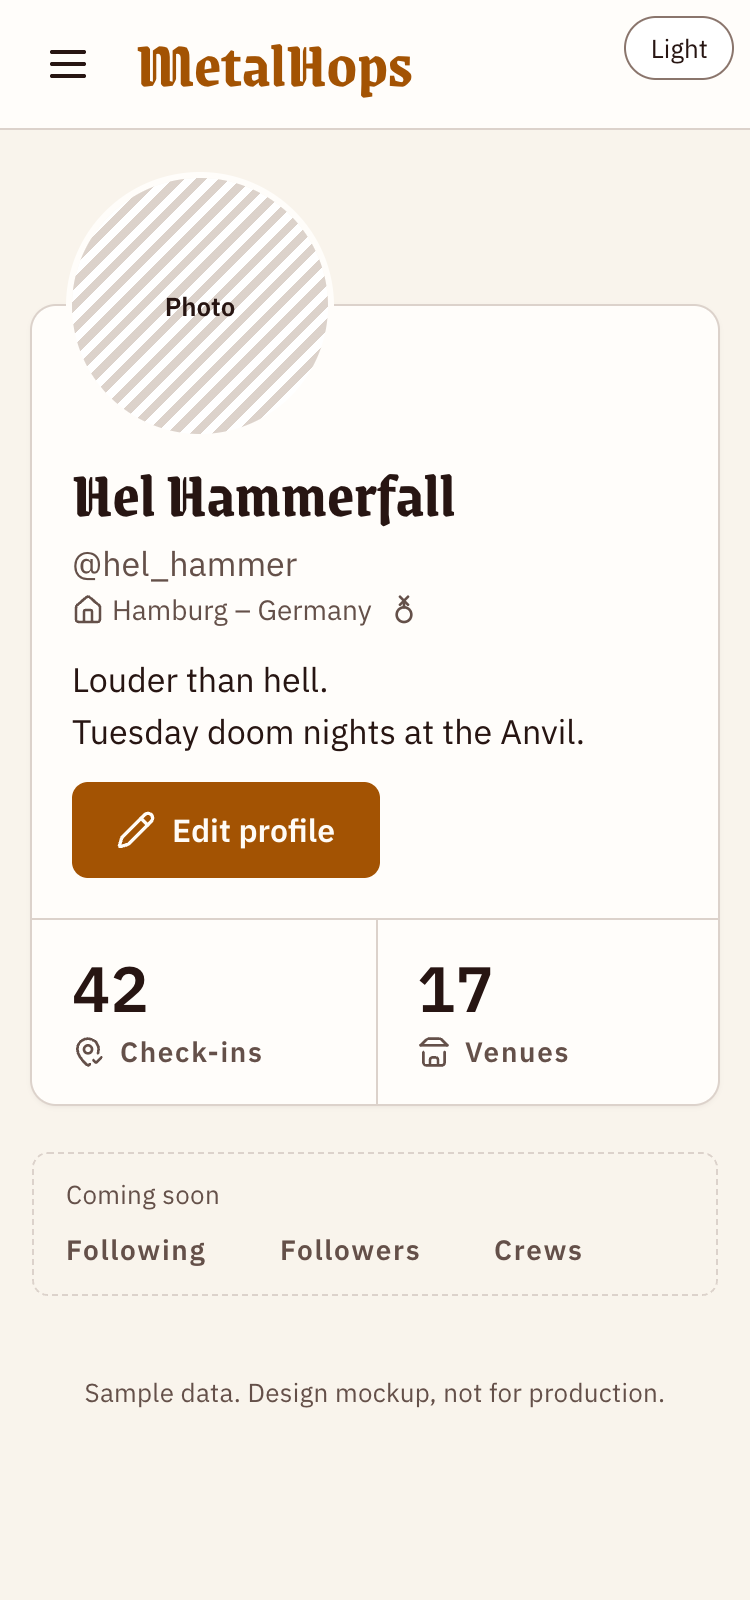 MetalHops
Light
Photo
Hel Hammerfall
@hel_hammer
Hamburg – Germany
Louder than hell.
Tuesday doom nights at the Anvil.
Edit profile
42
Check-ins
17
Venues
Coming soon
Following Followers Crews
Sample data. Design mockup, not for production.